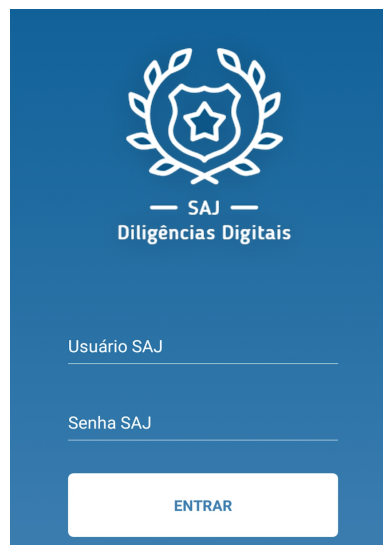 SAJ
Diligências Digitais
Usuário SAJ
Senha SAJ
ENTRAR